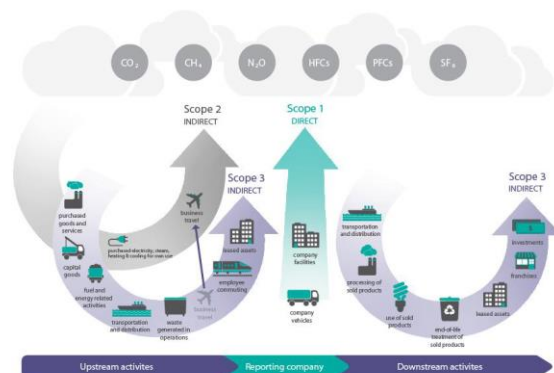 CO₂
CH₄
N₂O
HFCs
PFCs
SF₆
Scope 2
INDIRECT
Scope 1
DIRECT
Scope 3
INDIRECT
Scope 3
INDIRECT
purchased
goods and
services
capital
goods
fuel and
energy related
activities
purchased electricity, steam,
heating & cooling for own use
transportation
and distribution
waste
generated in
operations
business
travel
business
travel
employee
commuting
leased assets
company
facilities
company
vehicles
transportation
and distribution
processing of
sold products
use of sold
products
end-of-life
treatment of
sold products
leased assets
franchises
investments
Upstream activites
Reporting company
Downstream activites